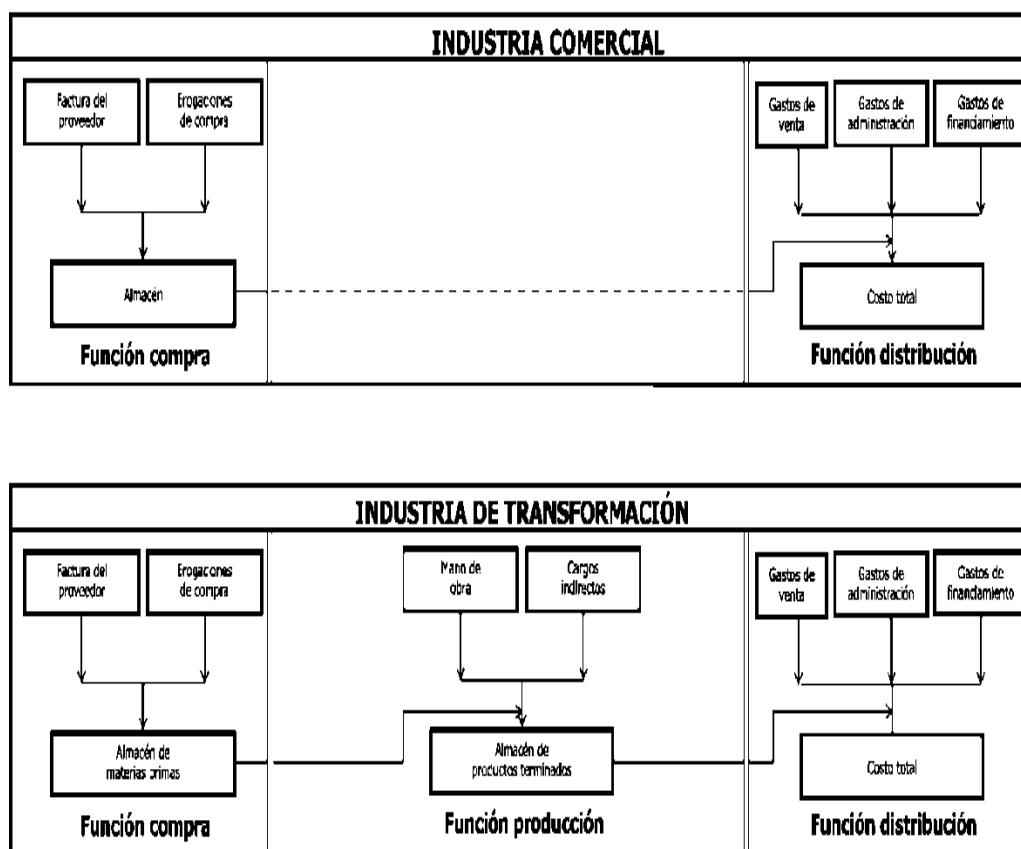 INDUSTRIA COMERCIAL
Factura del
proveedor
Erogaciones
de compra
Almacén
Función compra
Gastos de
venta
Gastos de
administración
Gastos de
financiamiento
Costo total
Función distribución
INDUSTRIA DE TRANSFORMACIÓN
Factura del
proveedor
Erogaciones
de compra
Almacén de
materias primas
Función compra
Mano de
obra
Cargos
indirectos
Almacén de
productos terminados
Función producción
Gastos de
venta
Gastos de
administración
Gastos de
financiamiento
Costo total
Función distribución